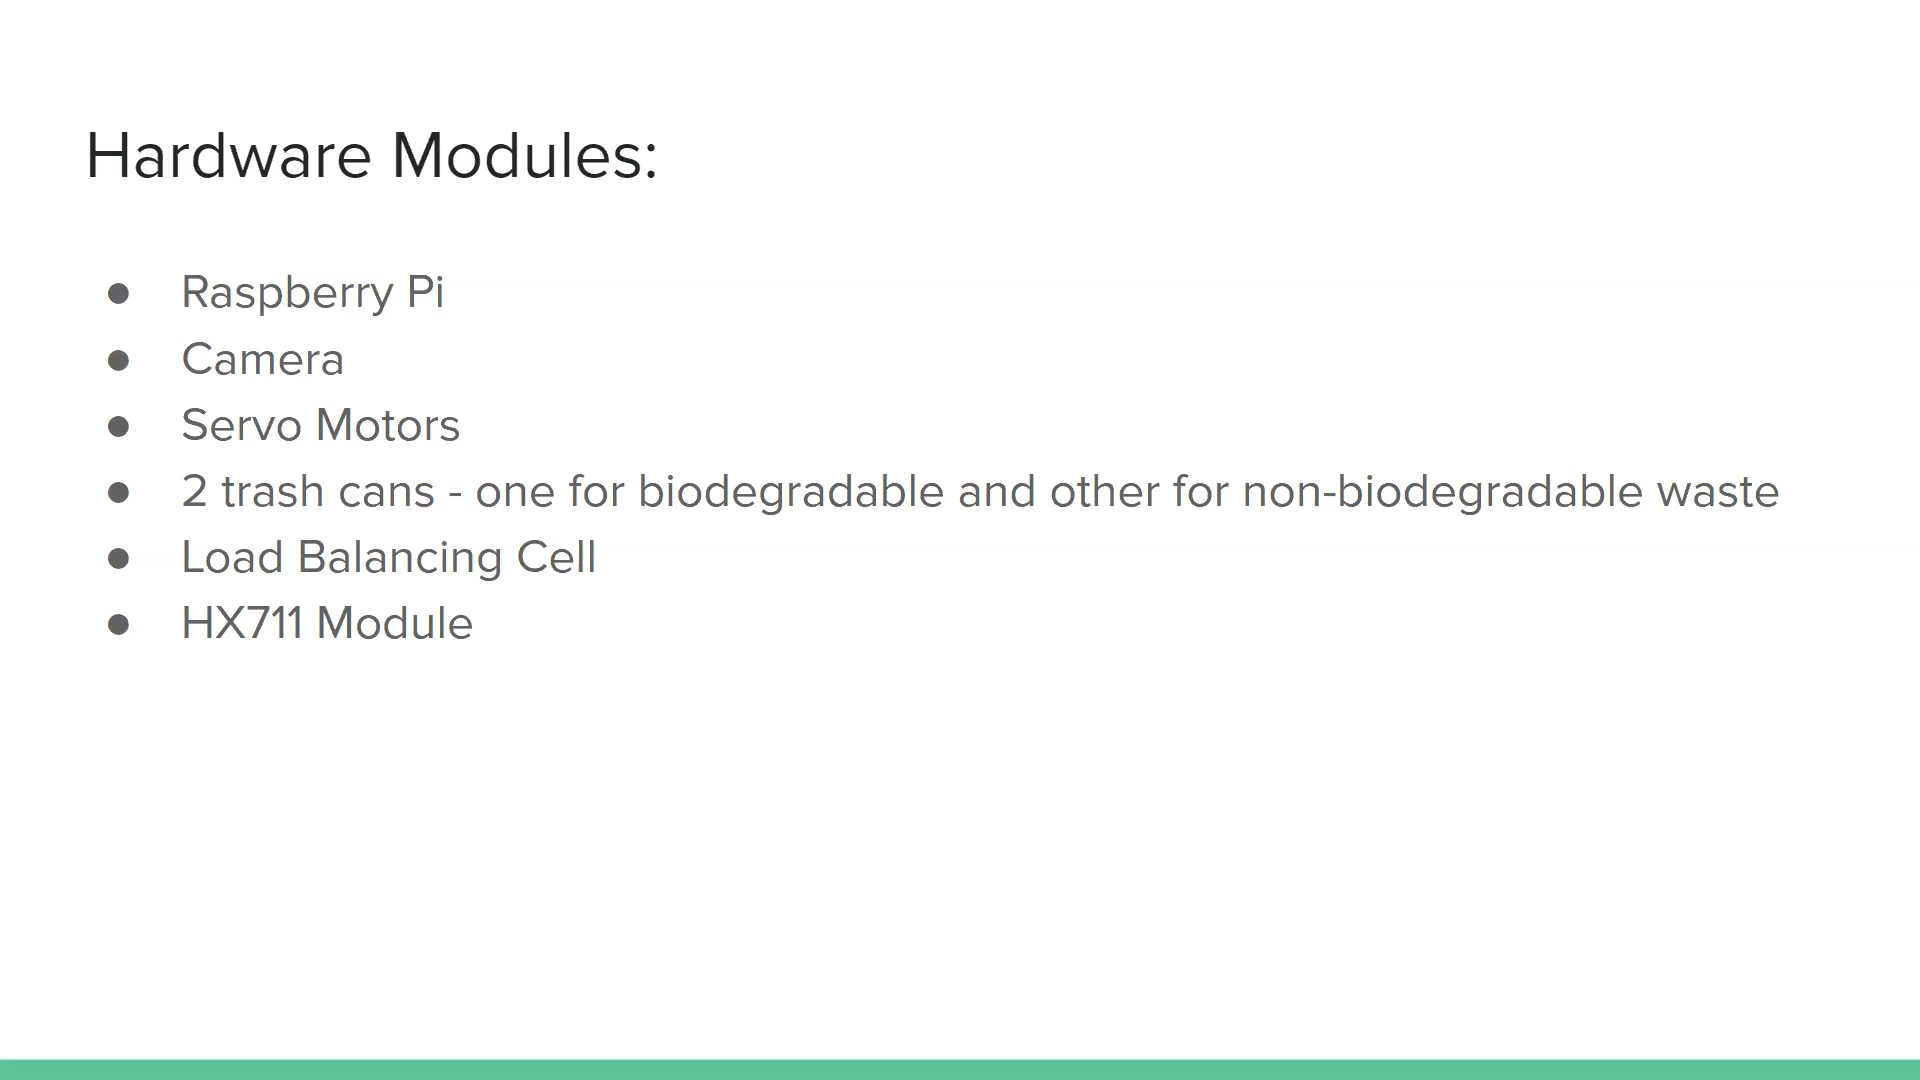 Hardware Modules:
● Raspberry Pi
● Camera
● Servo Motors
● 2 trash cans - one for biodegradable and other for non-biodegradable waste
● Load Balancing Cell
● HX711 Module